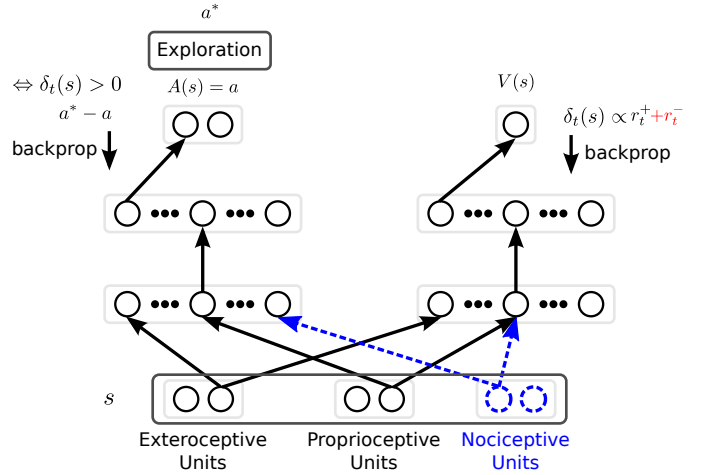 a*
Exploration
⇔ δₜ(s) > 0
A(s) = a
V(s)
a* − a
δₜ(s) ∝ rₜ⁺+rₜ⁻
backprop
backprop
s
Exteroceptive
Units
Proprioceptive
Units
Nociceptive
Units